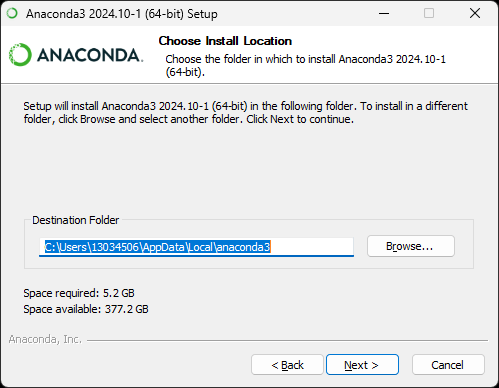 Anaconda3 2024.10-1 (64-bit) Setup
ANACONDA.
Choose Install Location
Choose the folder in which to install Anaconda3 2024.10-1
(64-bit).
Setup will install Anaconda3 2024.10-1 (64-bit) in the following folder. To install in a different
folder, click Browse and select another folder. Click Next to continue.
Destination Folder
C:\Users\13034506\AppData\Local\anaconda3
Browse...
Space required: 5.2 GB
Space available: 377.2 GB
Anaconda, Inc.
< Back
Next >
Cancel